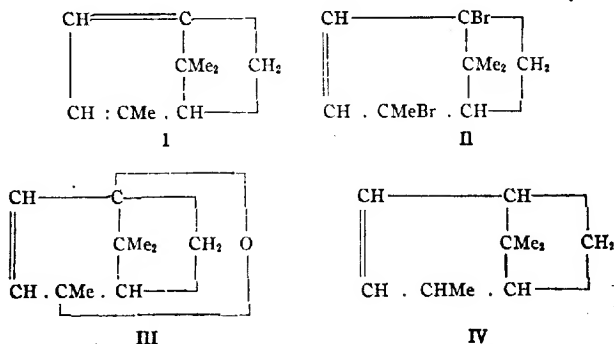 CH C CH CBr
CMe₂ CH₂ CMe₂ CH₂
CH : CMe . CH CH . CMeBr . CH
I II
CH C CH CH
CMe₂ CH₂ O CMe₂ CH₂
CH . CMe . CH CH . CHMe . CH
III IV